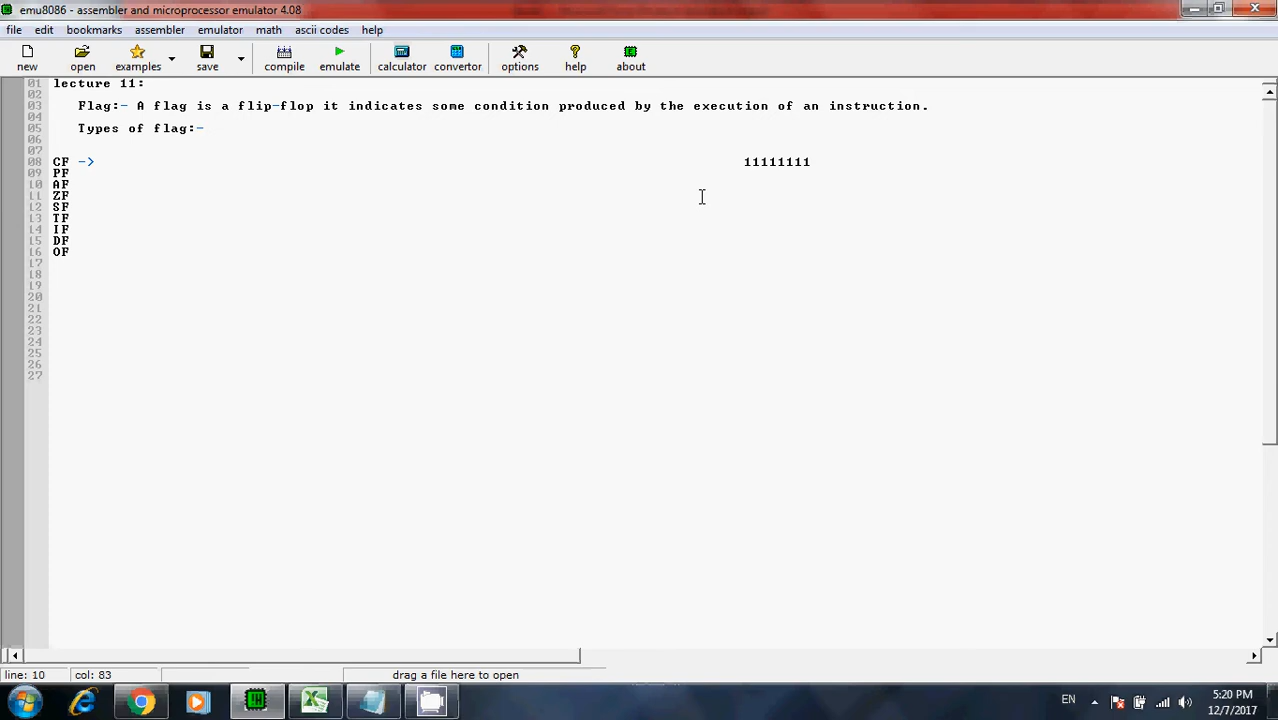 emu8086 - assembler and microprocessor emulator 4.08
file edit bookmarks assembler emulator math ascii codes help
new open examples save compile emulate calculator convertor options help about
01 lecture 11:
02
03 Flag:- A flag is a flip-flop it indicates some condition produced by the execution of an instruction.
04
05 Types of flag:-
06
07
08 CF -> 11111111
09 PF
10 AF
11 ZF
12 SF
13 TF
14 IF
15 DF
16 OF
17
18
19
20
21
22
23
24
25
26
27
line: 10 col: 83 drag a file here to open
EN 5:20 PM
12/7/2017